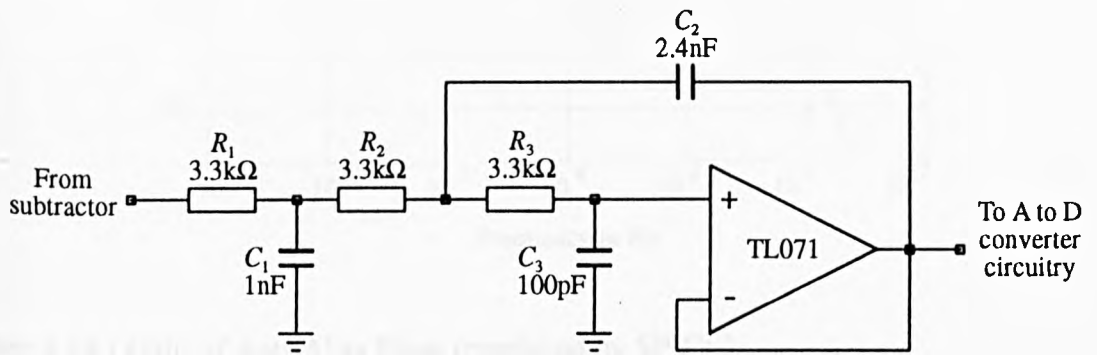 C2
2.4nF
R1
3.3kΩ
R2
3.3kΩ
R3
3.3kΩ
From
subtractor
C1
1nF
C3
100pF
+
TL071
-
To A to D
converter
circuitry